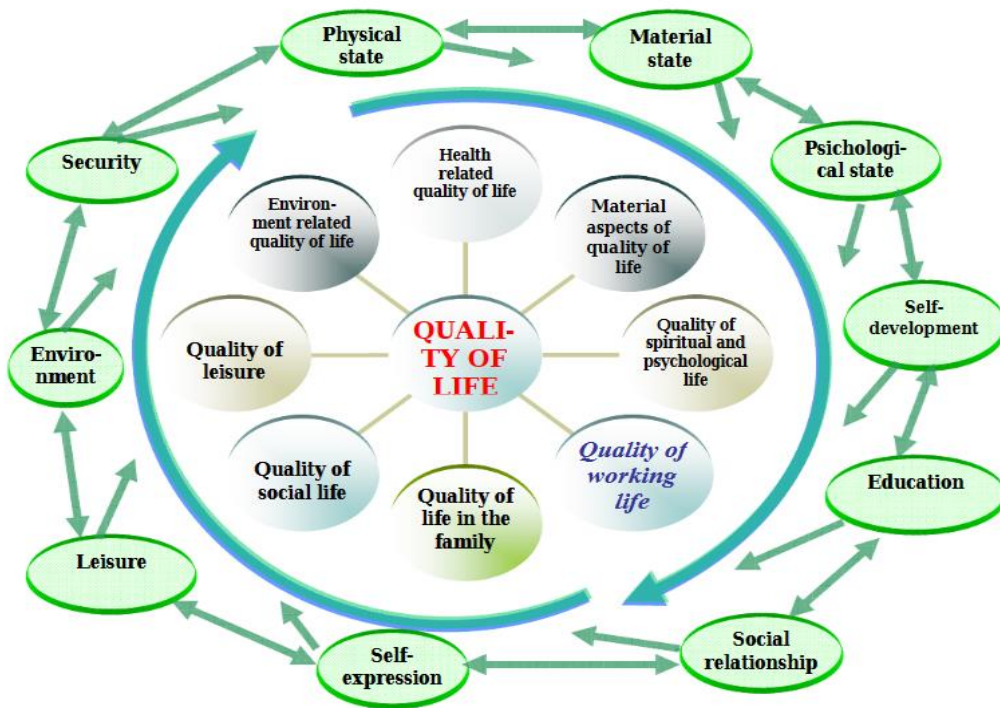 Physical
state
Material
state
Psichologi-
cal state
Self-
development
Education
Social
relationship
Self-
expression
Leisure
Enviro-
nment
Security
Health
related
quality of life
Material
aspects of
quality of
life
Quality of
spiritual and
psychological
life
Quality of
working
life
Quality of
life in the
family
Quality of
social life
Quality of
leisure
Environ-
ment related
quality of life
QUALI-
TY OF
LIFE